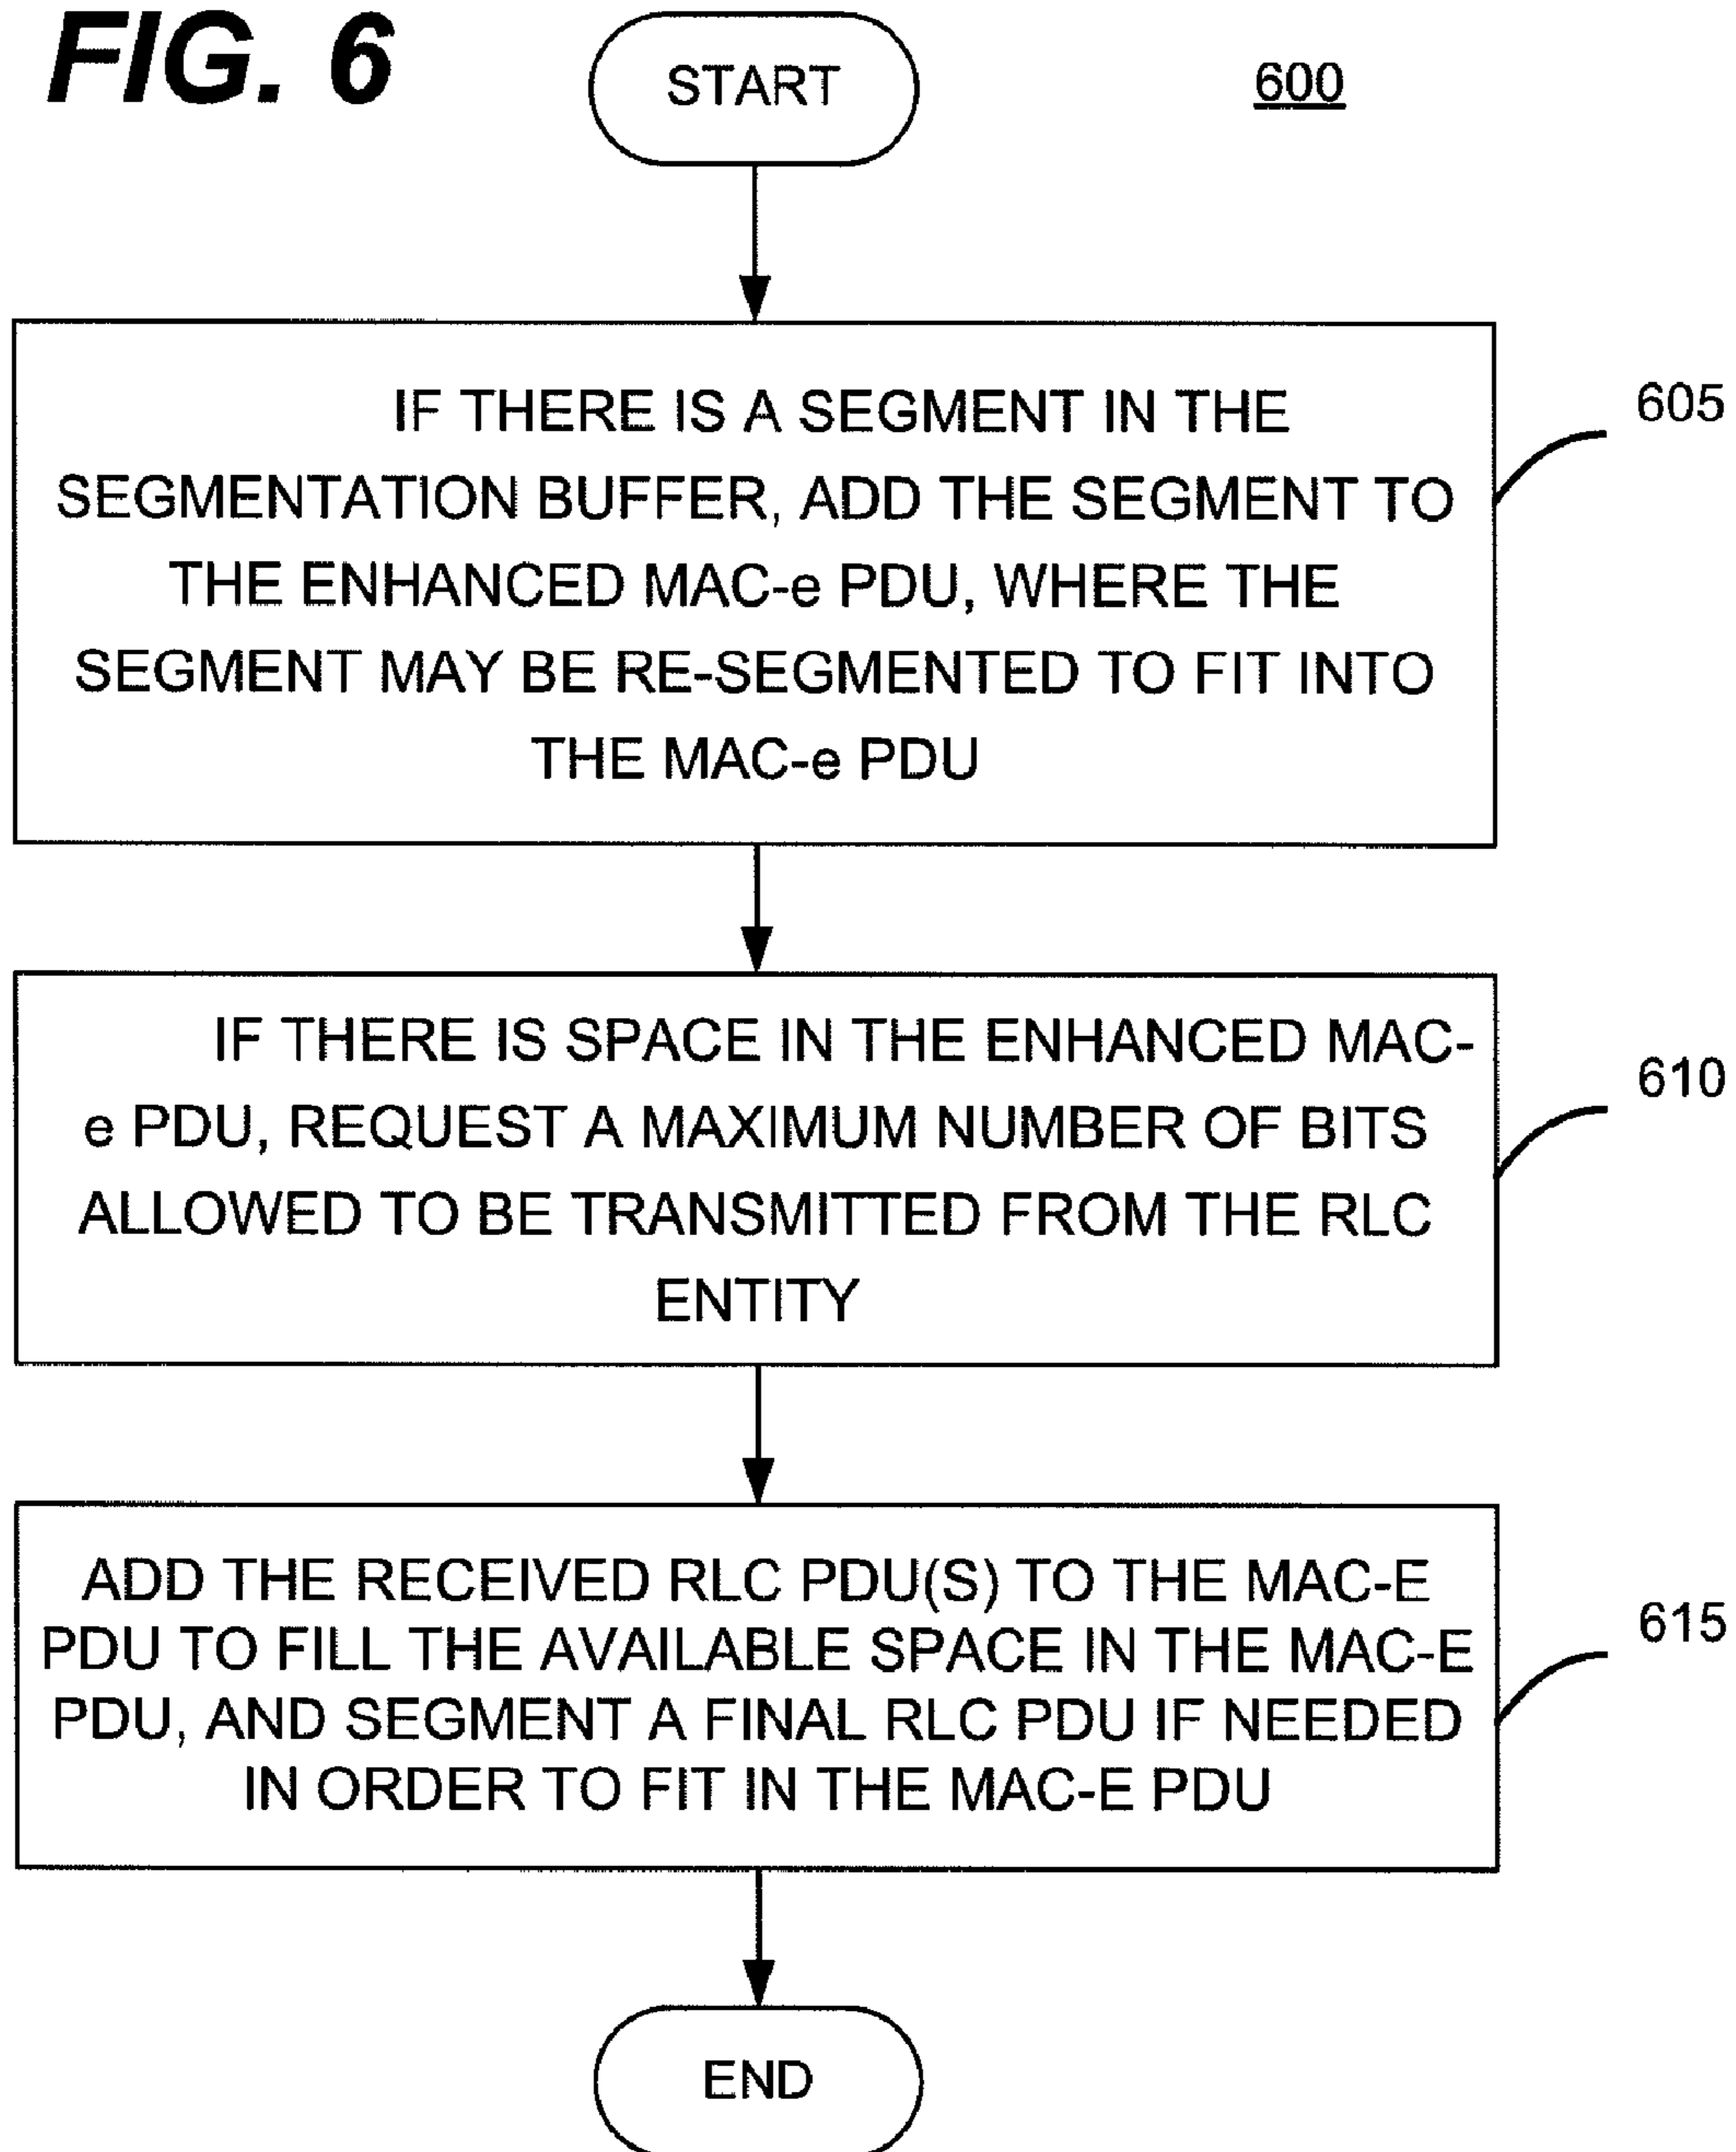 FIG. 6
START
600
IF THERE IS A SEGMENT IN THE
SEGMENTATION BUFFER, ADD THE SEGMENT TO
THE ENHANCED MAC-e PDU, WHERE THE
SEGMENT MAY BE RE-SEGMENTED TO FIT INTO
THE MAC-e PDU
605
IF THERE IS SPACE IN THE ENHANCED MAC-
e PDU, REQUEST A MAXIMUM NUMBER OF BITS
ALLOWED TO BE TRANSMITTED FROM THE RLC
ENTITY
610
ADD THE RECEIVED RLC PDU(S) TO THE MAC-E
PDU TO FILL THE AVAILABLE SPACE IN THE MAC-E
PDU, AND SEGMENT A FINAL RLC PDU IF NEEDED
IN ORDER TO FIT IN THE MAC-E PDU
615
END